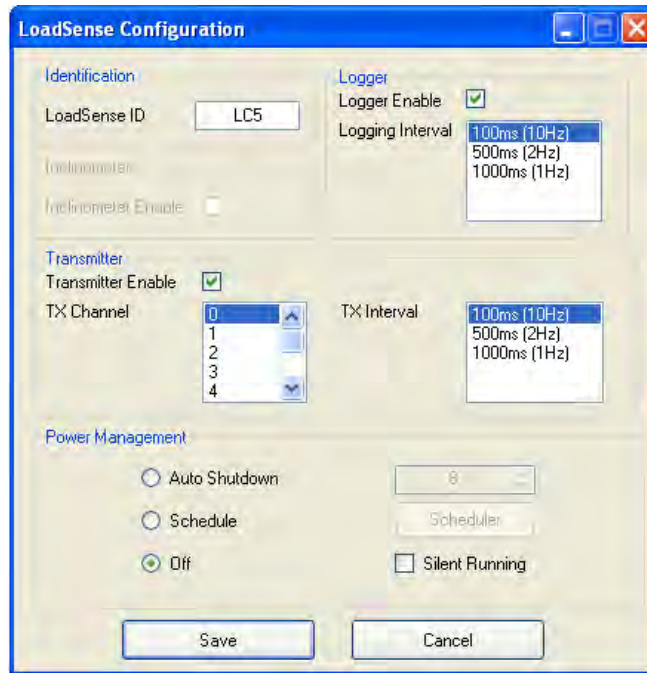 LoadSense Configuration
Identification
LoadSense ID
LC5
Inclinometer
Inclinometer Enable
Logger
Logger Enable
Logging Interval
100ms (10Hz)
500ms (2Hz)
1000ms (1Hz)
Transmitter
Transmitter Enable
TX Channel
0
1
2
3
4
TX Interval
100ms (10Hz)
500ms (2Hz)
1000ms (1Hz)
Power Management
Auto Shutdown
Schedule
Scheduler
Off
Silent Running
Save
Cancel